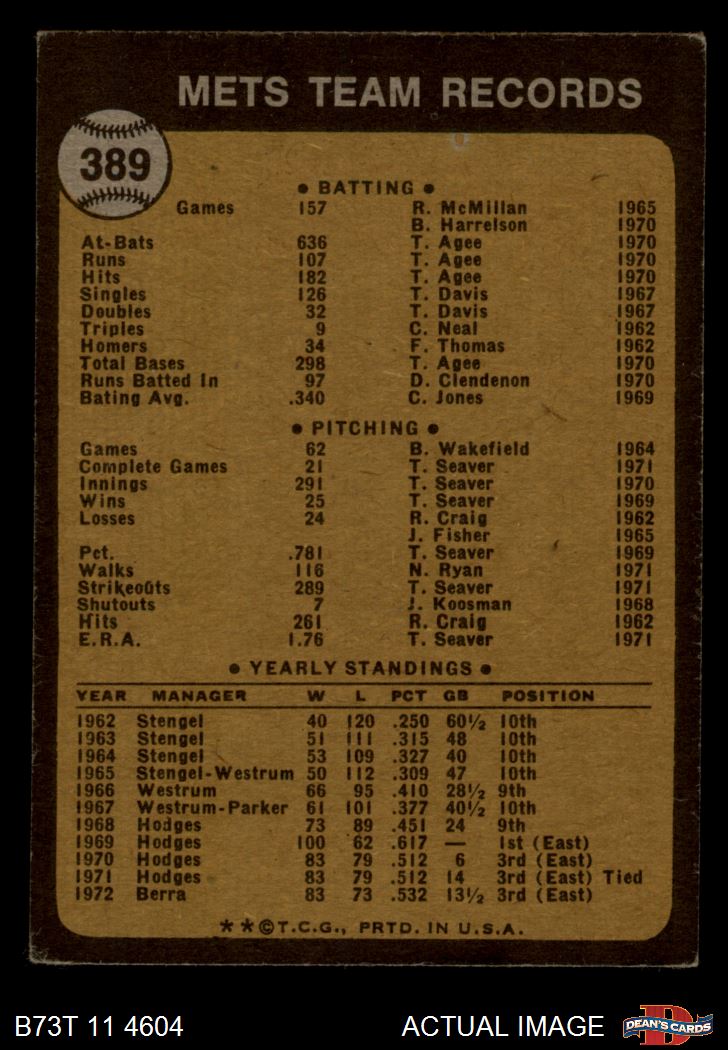 METS TEAM RECORDS
389
• BATTING •
Games 157 R. McMillan 1965
B. Harrelson 1970
At-Bats 636 T. Agee 1970
Runs 107 T. Agee 1970
Hits 182 T. Agee 1970
Singles 126 T. Davis 1967
Doubles 32 T. Davis 1967
Triples 9 C. Neal 1962
Homers 34 F. Thomas 1962
Total Bases 298 T. Agee 1970
Runs Batted In 97 D. Clendenon 1970
Bating Avg. .340 C. Jones 1969
• PITCHING •
Games 62 B. Wakefield 1964
Complete Games 21 T. Seaver 1971
Innings 291 T. Seaver 1970
Wins 25 T. Seaver 1969
Losses 24 R. Craig 1962
J. Fisher 1965
Pct. .781 T. Seaver 1969
Walks 116 N. Ryan 1971
Strikeouts 289 T. Seaver 1971
Shutouts 7 J. Koosman 1968
Hits 261 R. Craig 1962
E.R.A. 1.76 T. Seaver 1971
• YEARLY STANDINGS •
YEAR MANAGER W L PCT GB POSITION
1962 Stengel 40 120 .250 60½ 10th
1963 Stengel 51 111 .315 48 10th
1964 Stengel 53 109 .327 40 10th
1965 Stengel-Westrum 50 112 .309 47 10th
1966 Westrum 66 95 .410 28½ 9th
1967 Westrum-Parker 61 101 .377 40½ 10th
1968 Hodges 73 89 .451 24 9th
1969 Hodges 100 62 .617 — 1st (East)
1970 Hodges 83 79 .512 6 3rd (East)
1971 Hodges 83 79 .512 14 3rd (East) Tied
1972 Berra 83 73 .532 13½ 3rd (East)
**©T.C.G., PRTD. IN U.S.A.
B73T 11 4604 ACTUAL IMAGE D DEAN'S CARDS